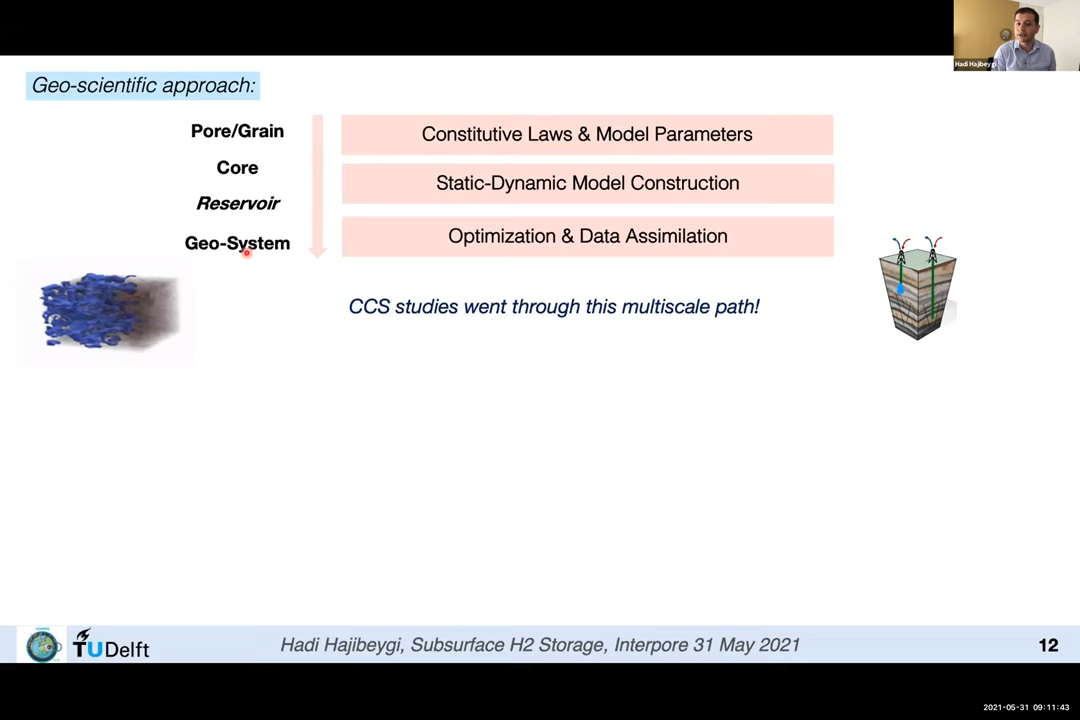 Hadi Hajibeygi
Geo-scientific approach:
Pore/Grain
Core
Reservoir
Geo-System
Constitutive Laws & Model Parameters
Static-Dynamic Model Construction
Optimization & Data Assimilation
CCS studies went through this multiscale path!
TUDelft
Hadi Hajibeygi, Subsurface H2 Storage, Interpore 31 May 2021
12
2021-05-31 09:11:43